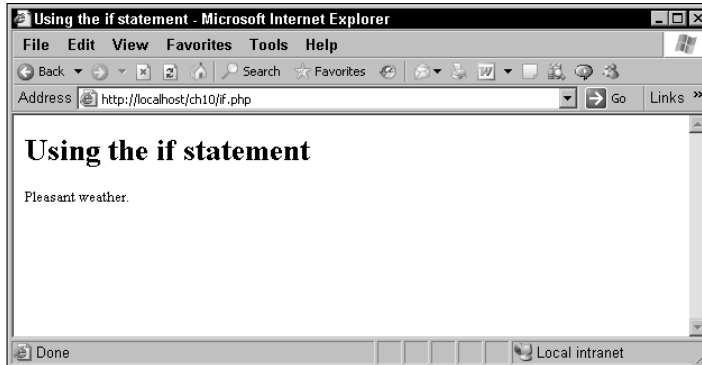 Using the if statement - Microsoft Internet Explorer
File Edit View Favorites Tools Help
Back Search Favorites
Address http://localhost/ch10/if.php Go Links »
Using the if statement
Pleasant weather.
Done Local intranet